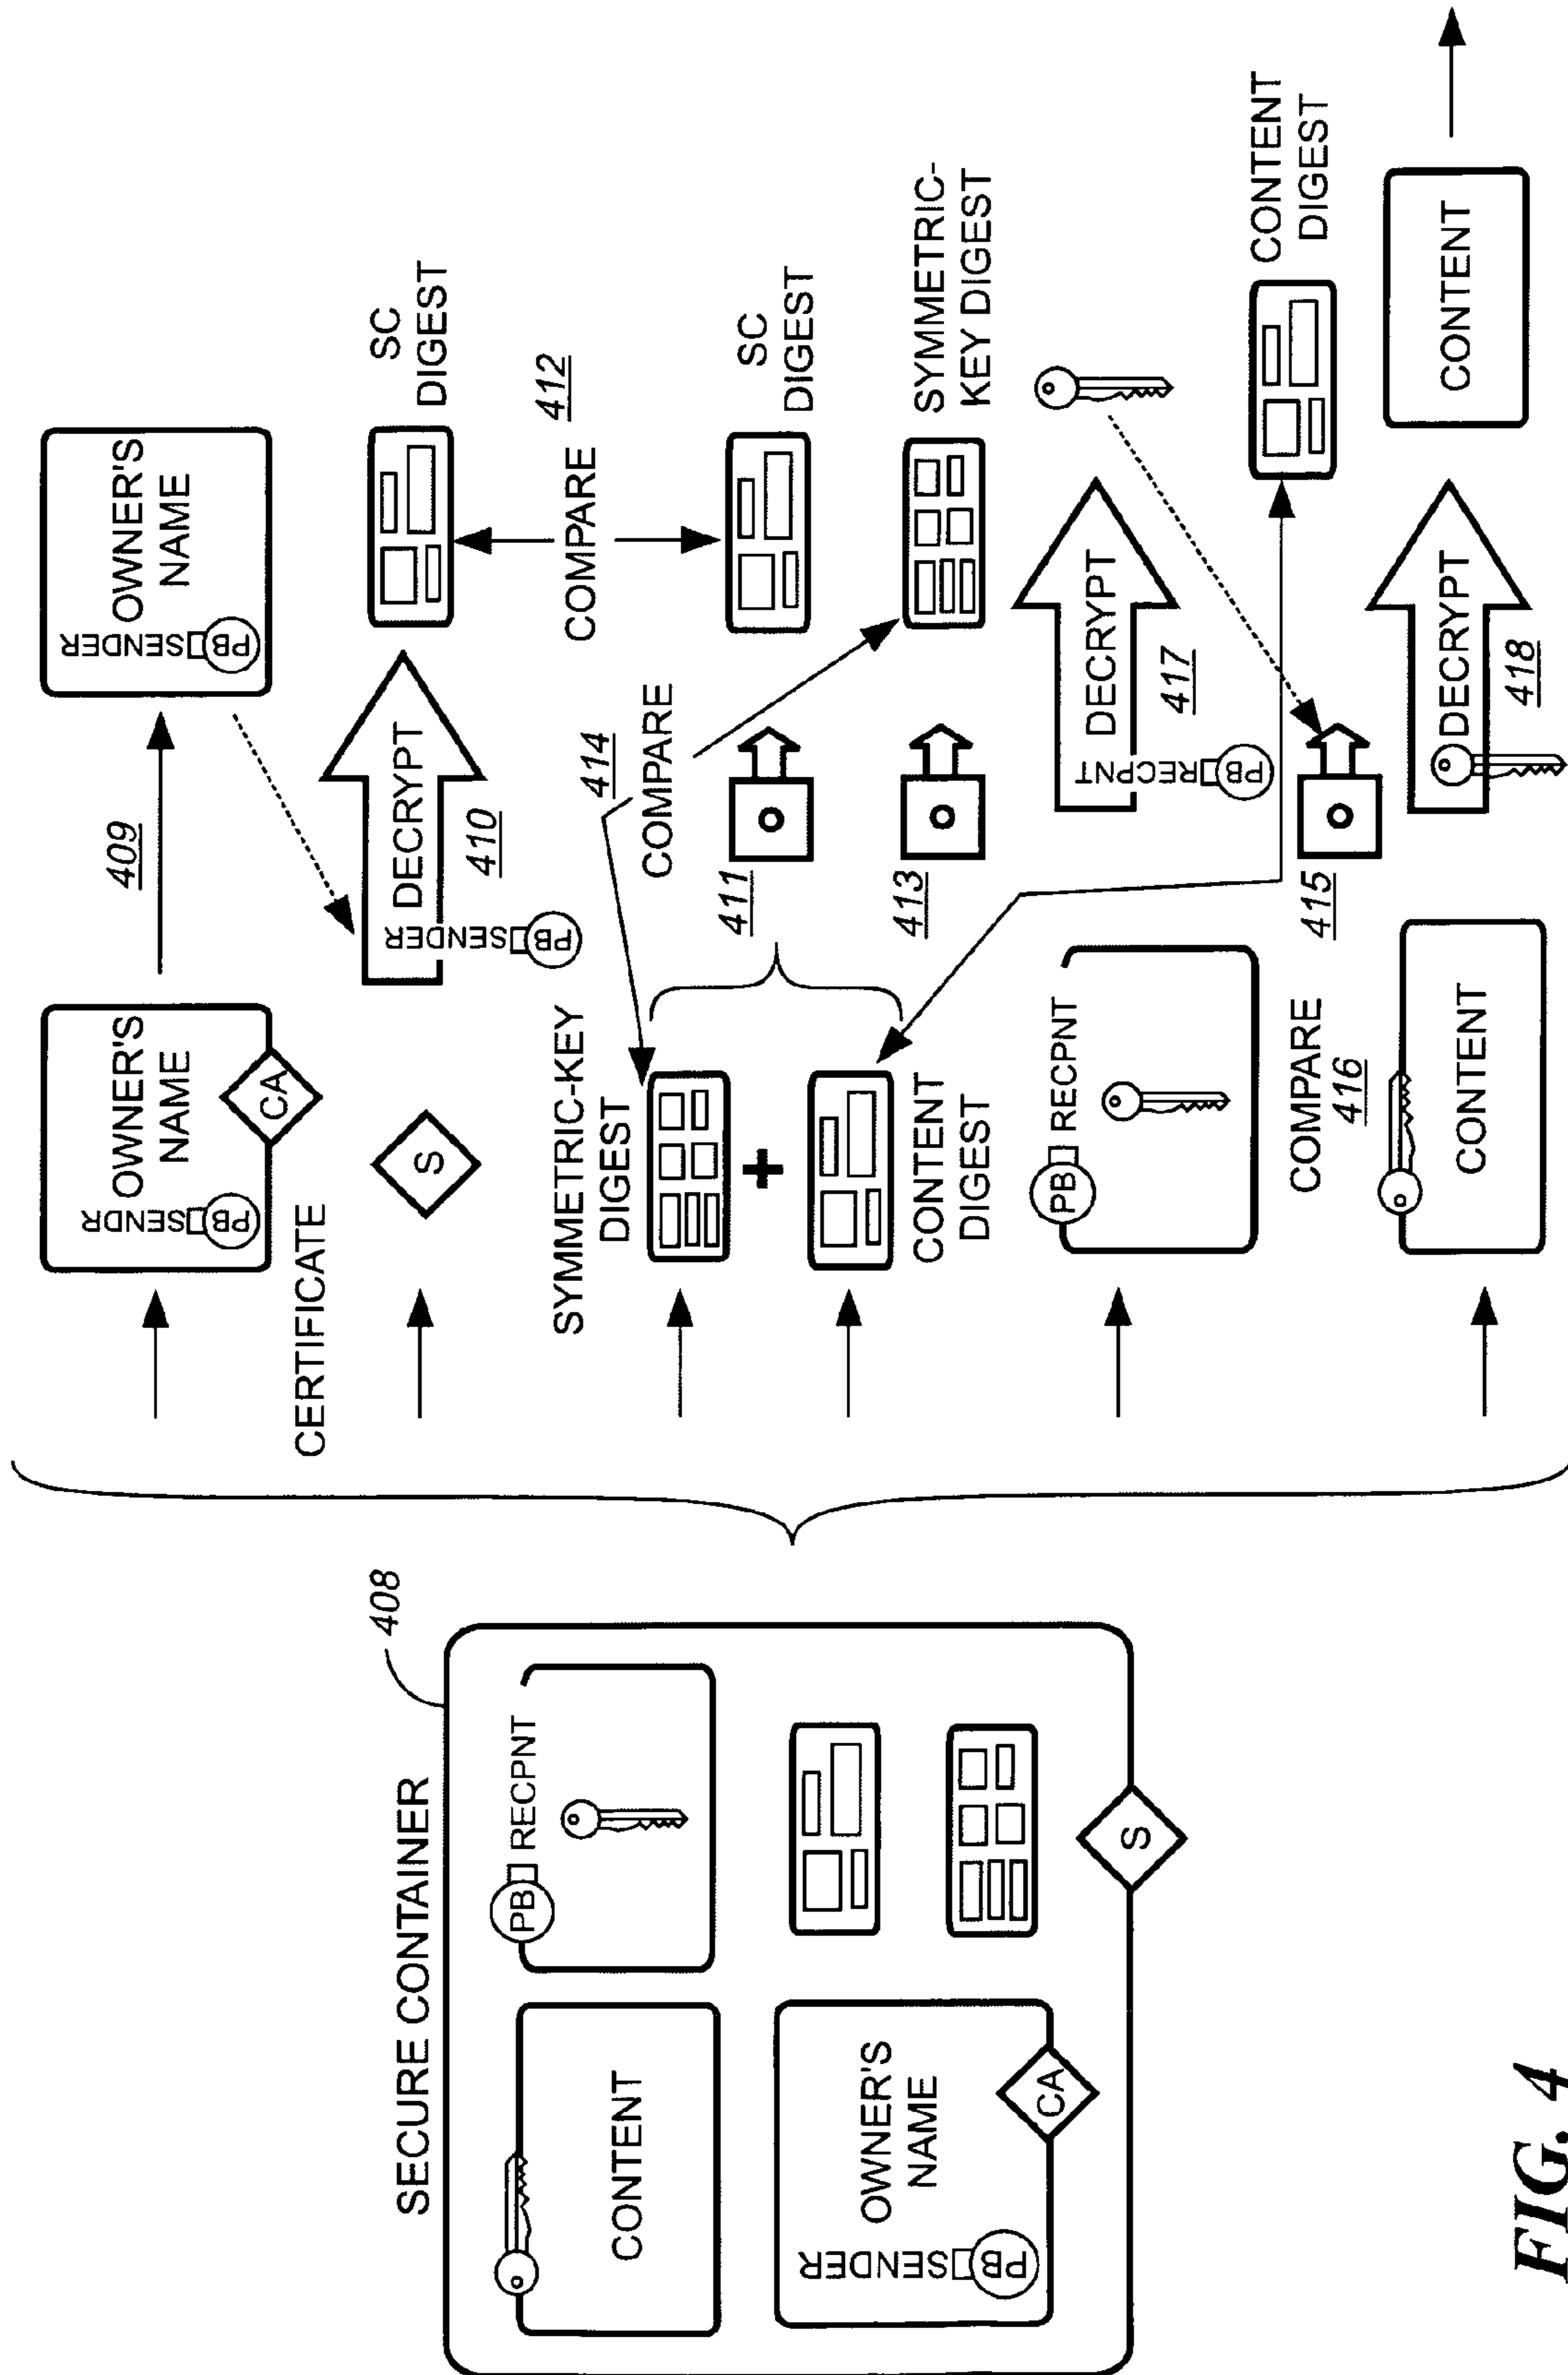 SECURE CONTAINER
408
CONTENT
PB RECPNT
OWNER'S
NAME
PB SENDER
CA
S
OWNER'S
NAME
PB SENDR
CA
CERTIFICATE
409
OWNER'S
NAME
PB SENDER
S
DECRYPT
PB SENDER
410
SC
DIGEST
COMPARE 412
SYMMETRIC-KEY
DIGEST
+
CONTENT
DIGEST
414
COMPARE
411
SC
DIGEST
413
SYMMETRIC-
KEY DIGEST
PB RECPNT
DECRYPT
PB RECPNT
417
COMPARE
416
415
CONTENT
DIGEST
CONTENT
DECRYPT
418
CONTENT
FIG. 4